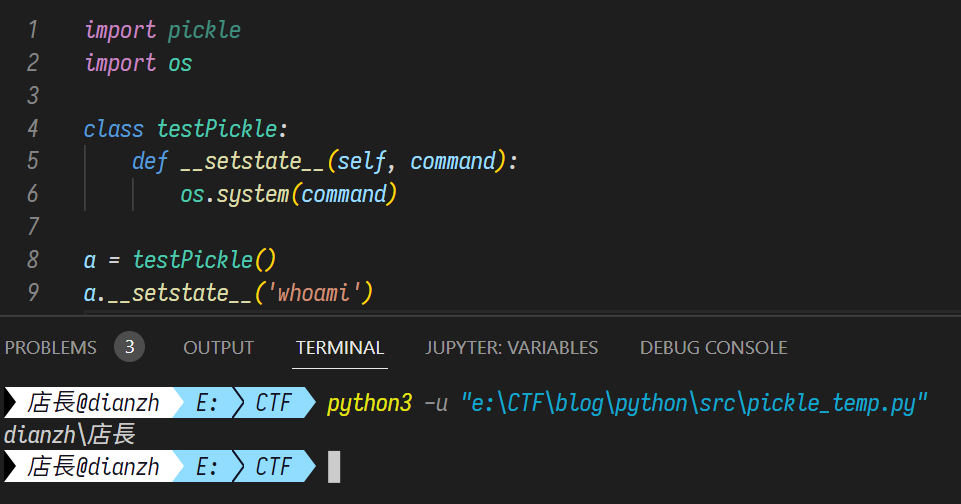 1 import pickle
2 import os
3
4 class testPickle:
5     def __setstate__(self, command):
6         os.system(command)
7
8 a = testPickle()
9 a.__setstate__('whoami')
PROBLEMS 3 OUTPUT TERMINAL JUPYTER: VARIABLES DEBUG CONSOLE
店長@dianzh E: CTF python3 -u "e:\CTF\blog\python\src\pickle_temp.py"
dianzh\店長
店長@dianzh E: CTF